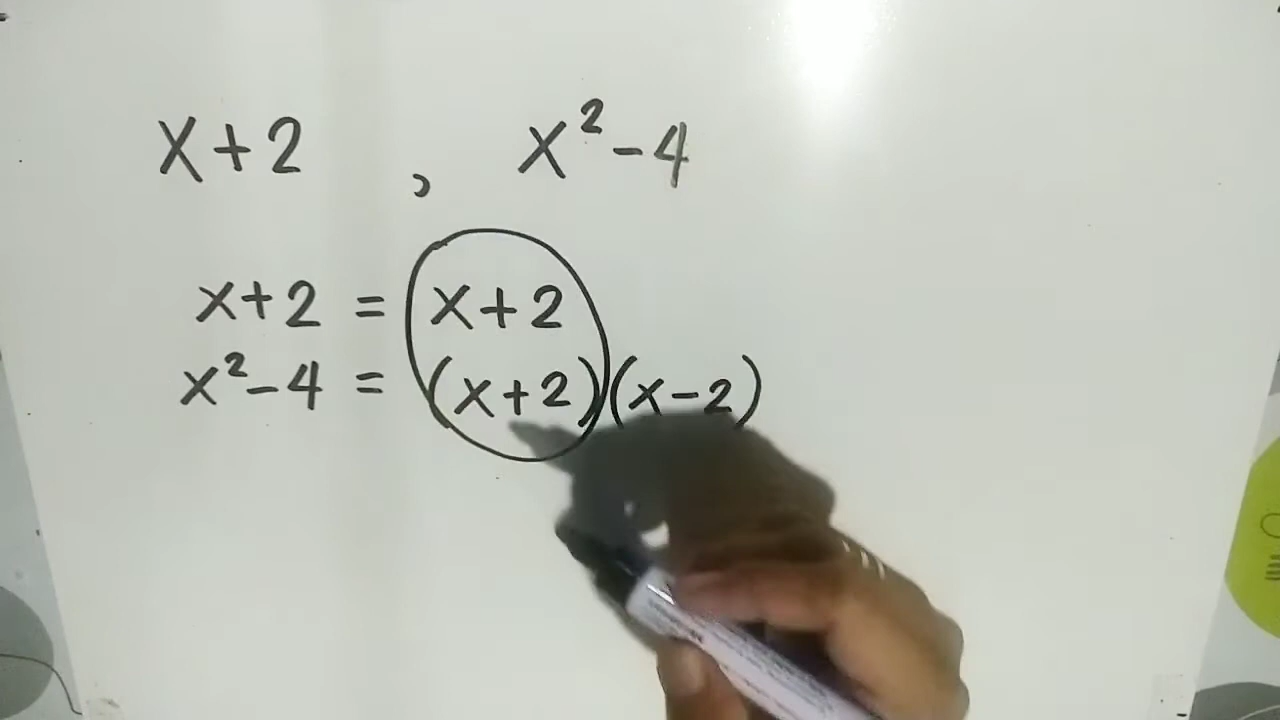 x+2 , x²-4
x+2 = x+2
x²-4 = (x+2)(x-2)